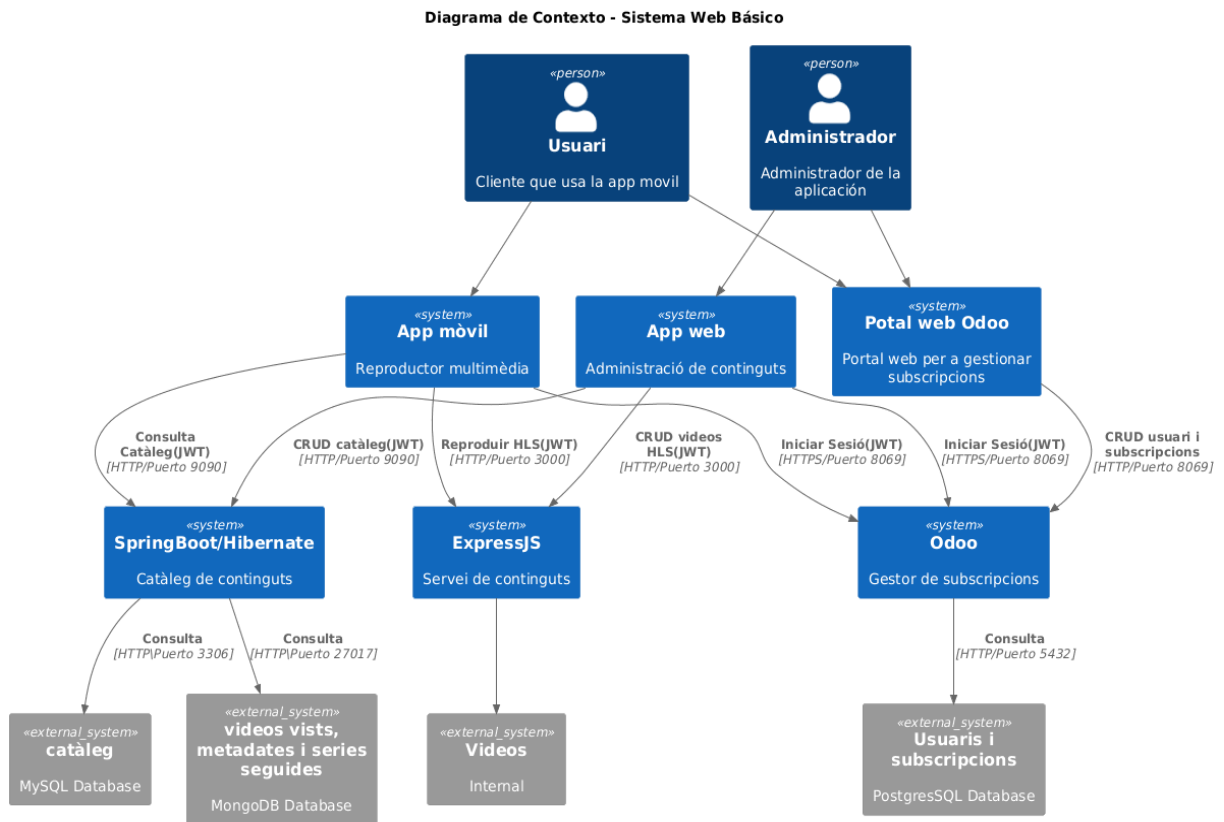 Diagrama de Contexto - Sistema Web Básico
«person»
Usuari
Cliente que usa la app movil
«person»
Administrador
Administrador de la
aplicación
«system»
App mòvil
Reproductor multimèdia
«system»
App web
Administració de continguts
«system»
Potal web Odoo
Portal web per a gestionar
subscripcions
Consulta
Catàleg(JWT)
[HTTP/Puerto 9090]
CRUD catàleg(JWT)
[HTTP/Puerto 9090]
Reproduir HLS(JWT)
[HTTP/Puerto 3000]
CRUD videos
HLS(JWT)
[HTTP/Puerto 3000]
Iniciar Sesió(JWT)
[HTTPS/Puerto 8069]
Iniciar Sesió(JWT)
[HTTPS/Puerto 8069]
CRUD usuari i
subscripcions
[HTTP/Puerto 8069]
«system»
SpringBoot/Hibernate
Catàleg de continguts
«system»
ExpressJS
Servei de continguts
«system»
Odoo
Gestor de subscripcions
Consulta
[HTTP\Puerto 3306]
Consulta
[HTTP\Puerto 27017]
Consulta
[HTTP/Puerto 5432]
«external_system»
catàleg
MySQL Database
«external_system»
videos vists,
metadates i series
seguides
MongoDB Database
«external_system»
Videos
Internal
«external_system»
Usuaris i
subscripcions
PostgresSQL Database